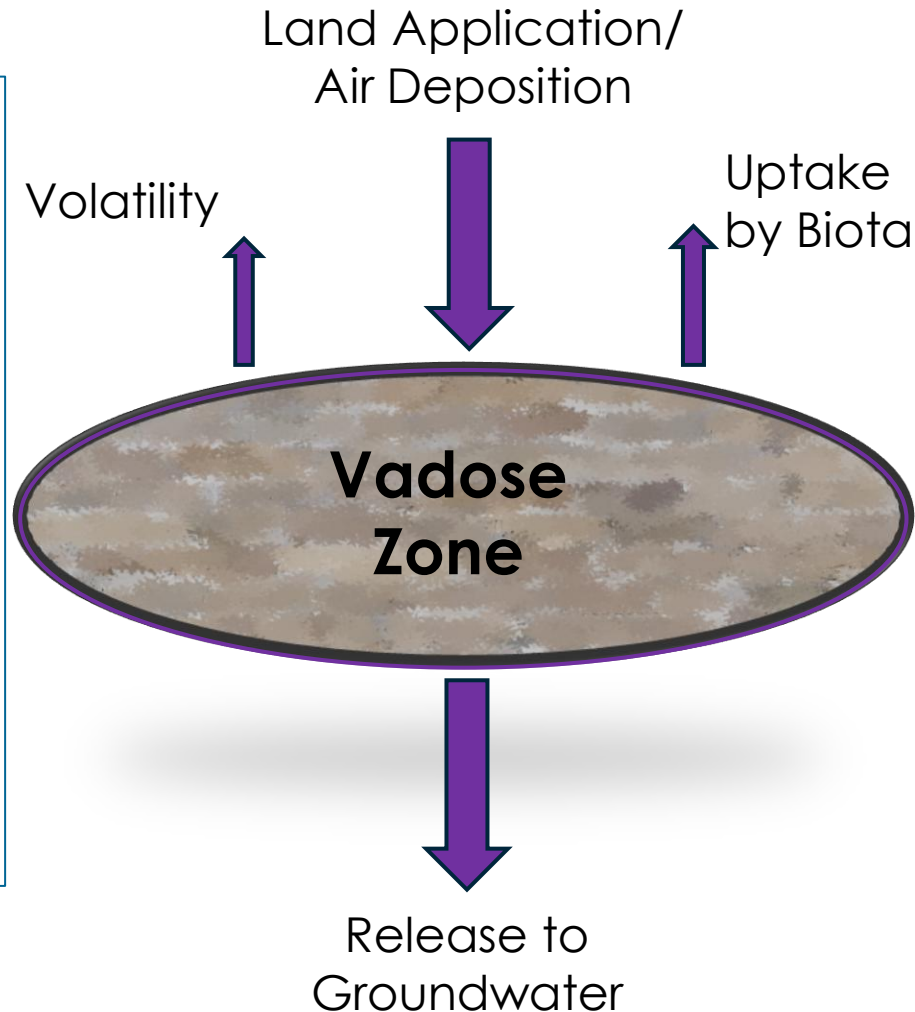 Land Application/
Air Deposition
Volatility
Uptake
by Biota
Vadose
Zone
Release to
Groundwater